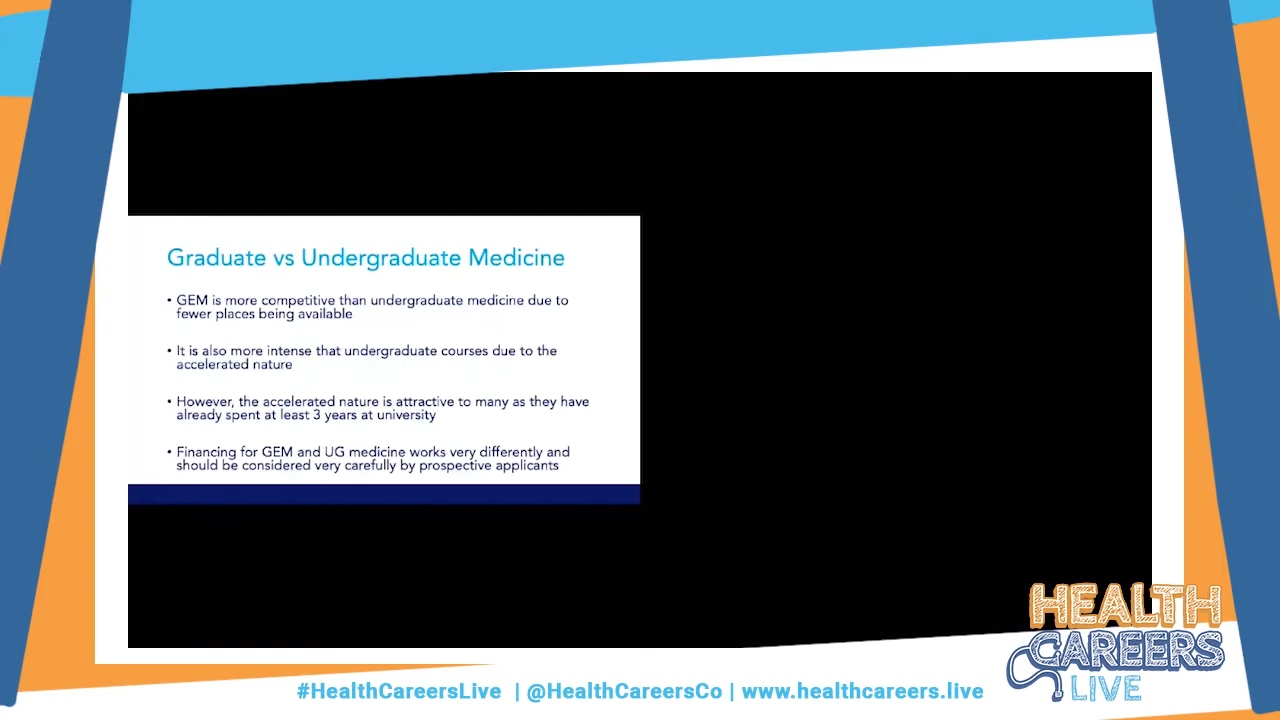 Graduate vs Undergraduate Medicine
• GEM is more competitive than undergraduate medicine due to
fewer places being available
• It is also more intense that undergraduate courses due to the
accelerated nature
• However, the accelerated nature is attractive to many as they have
already spent at least 3 years at university
• Financing for GEM and UG medicine works very differently and
should be considered very carefully by prospective applicants
HEALTH
CAREERS
LIVE
#HealthCareersLive | @HealthCareersCo | www.healthcareers.live